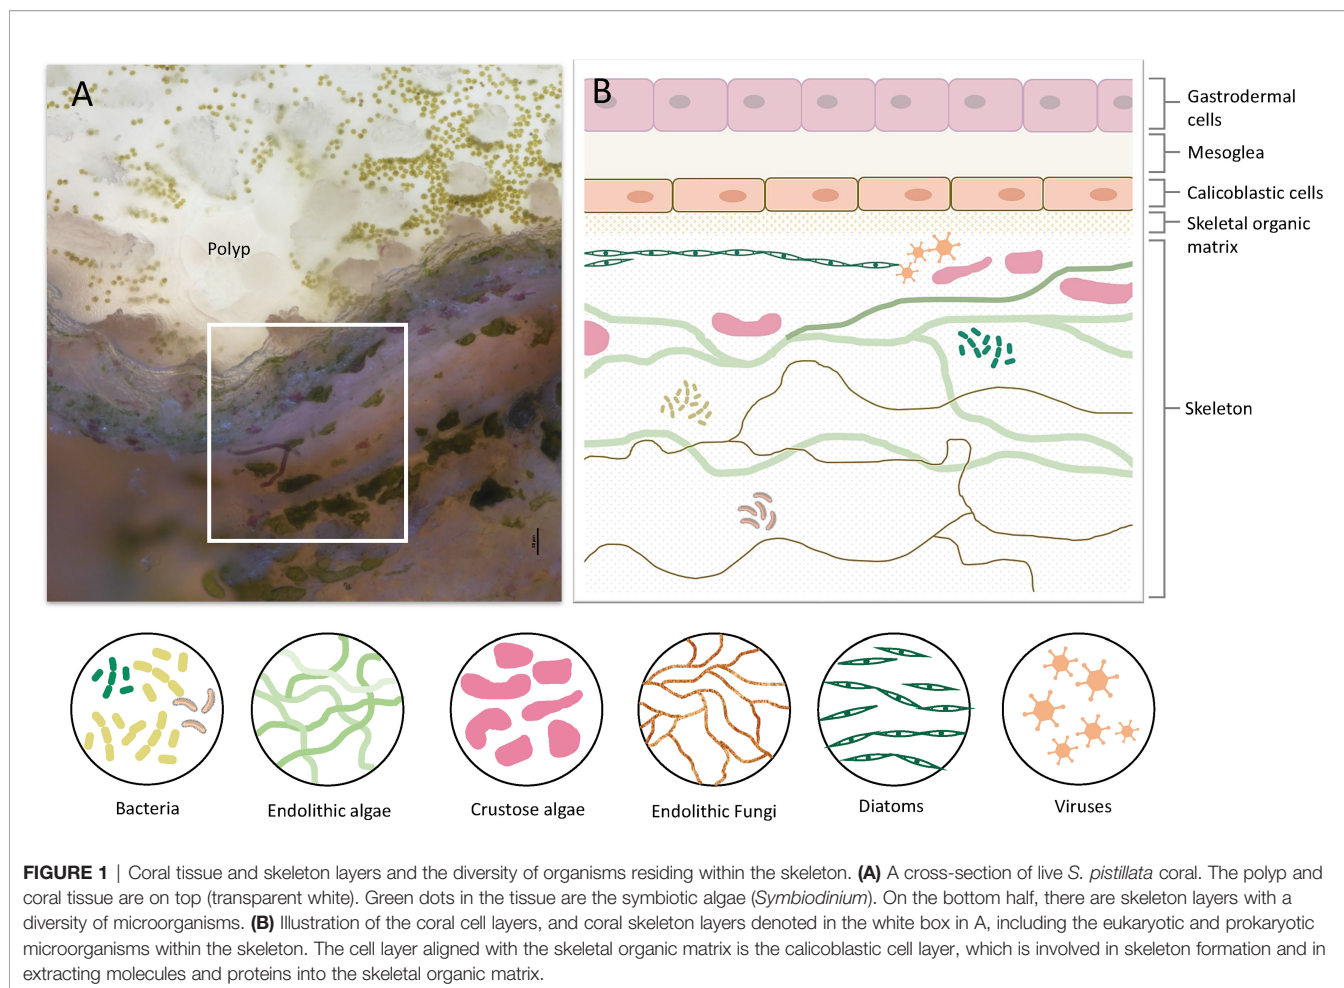 A
Polyp
B
Gastrodermal
cells
Mesoglea
Calicoblastic cells
Skeletal organic
matrix
Skeleton
Bacteria
Endolithic algae
Crustose algae
Endolithic Fungi
Diatoms
Viruses
FIGURE 1 | Coral tissue and skeleton layers and the diversity of organisms residing within the skeleton. (A) A cross-section of live S. pistillata coral. The polyp and
coral tissue are on top (transparent white). Green dots in the tissue are the symbiotic algae (Symbiodinium). On the bottom half, there are skeleton layers with a
diversity of microorganisms. (B) Illustration of the coral cell layers, and coral skeleton layers denoted in the white box in A, including the eukaryotic and prokaryotic
microorganisms within the skeleton. The cell layer aligned with the skeletal organic matrix is the calicoblastic cell layer, which is involved in skeleton formation and in
extracting molecules and proteins into the skeletal organic matrix.